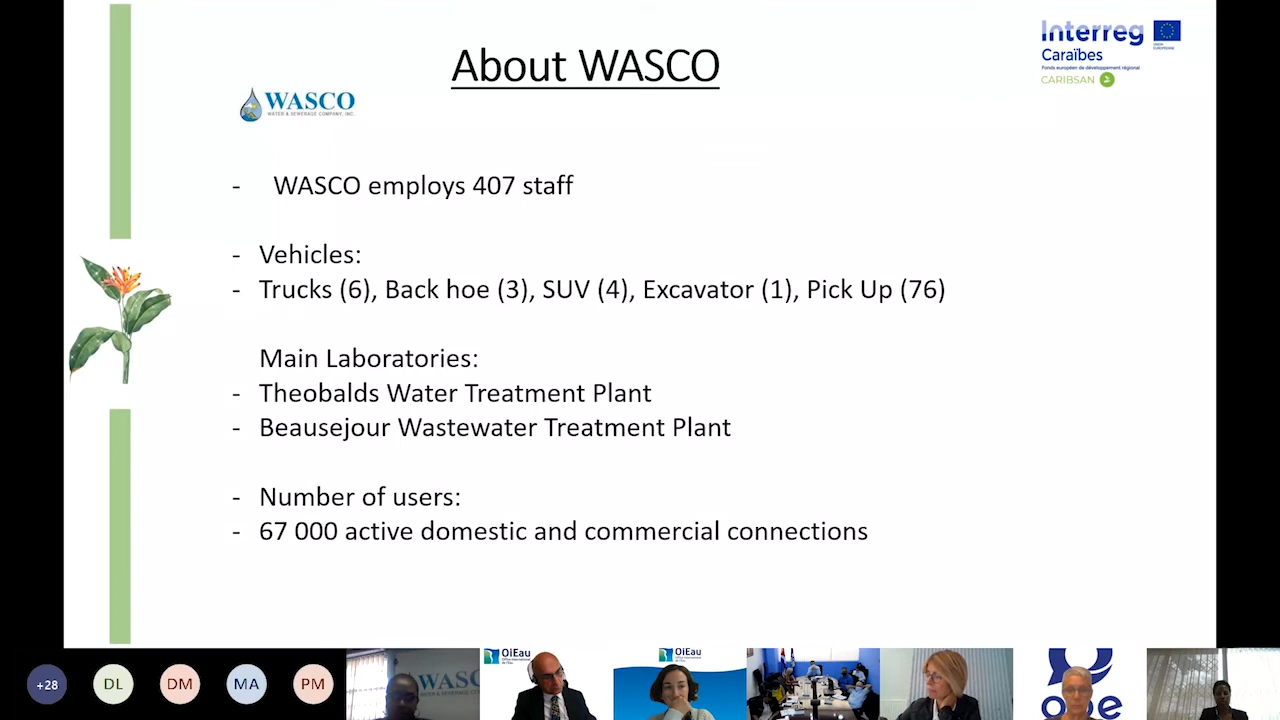 About WASCO
Interreg
Caraïbes
UNION EUROPÉENNE
Fonds européen de développement régional
CARIBSAN
WASCO
WATER & SEWERAGE COMPANY, INC.
- WASCO employs 407 staff
- Vehicles:
- Trucks (6), Back hoe (3), SUV (4), Excavator (1), Pick Up (76)
Main Laboratories:
- Theobalds Water Treatment Plant
- Beausejour Wastewater Treatment Plant
- Number of users:
- 67 000 active domestic and commercial connections
+28
DL
DM
MA
PM
WASC
OiEau
OiEau